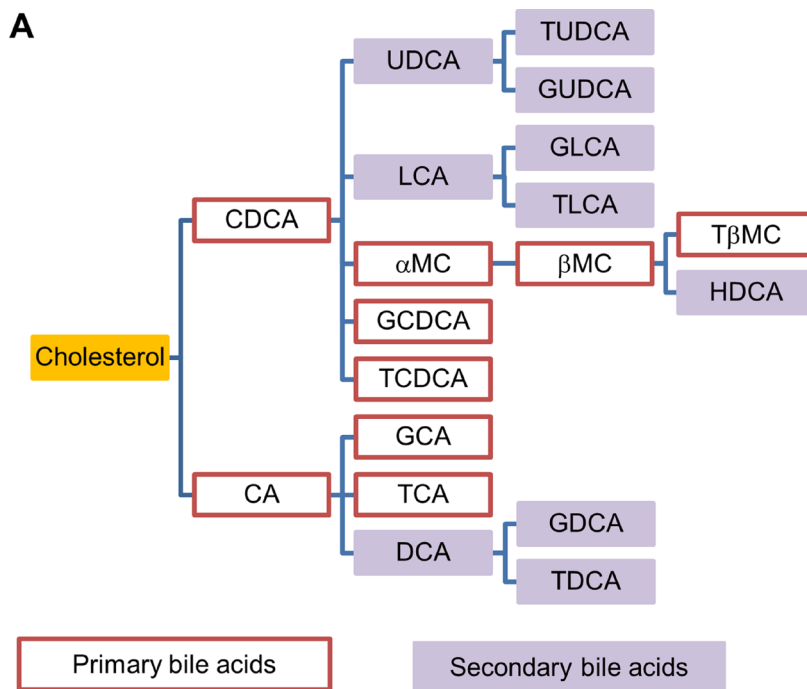 A
TUDCA
UDCA
GUDCA
GLCA
LCA
TLCA
CDCA
TβMC
αMC
βMC
HDCA
GCDCA
Cholesterol
TCDCA
GCA
CA
TCA
GDCA
DCA
TDCA
Primary bile acids
Secondary bile acids